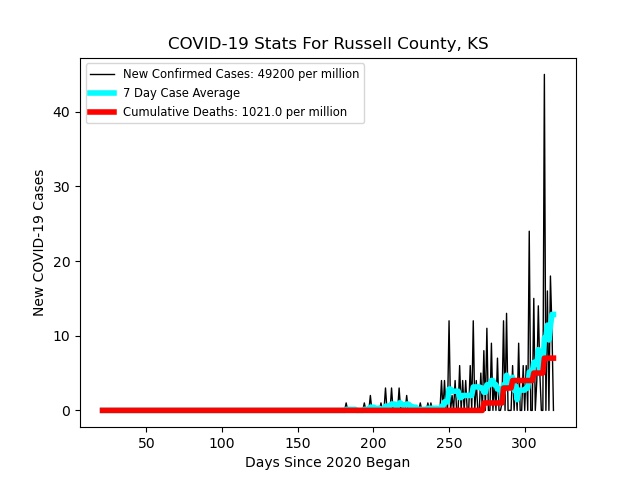 COVID-19 Stats For Russell County, KS
New Confirmed Cases: 49200 per million
7 Day Case Average
Cumulative Deaths: 1021.0 per million
New COVID-19 Cases
40
30
20
10
0
50 100 150 200 250 300
Days Since 2020 Began